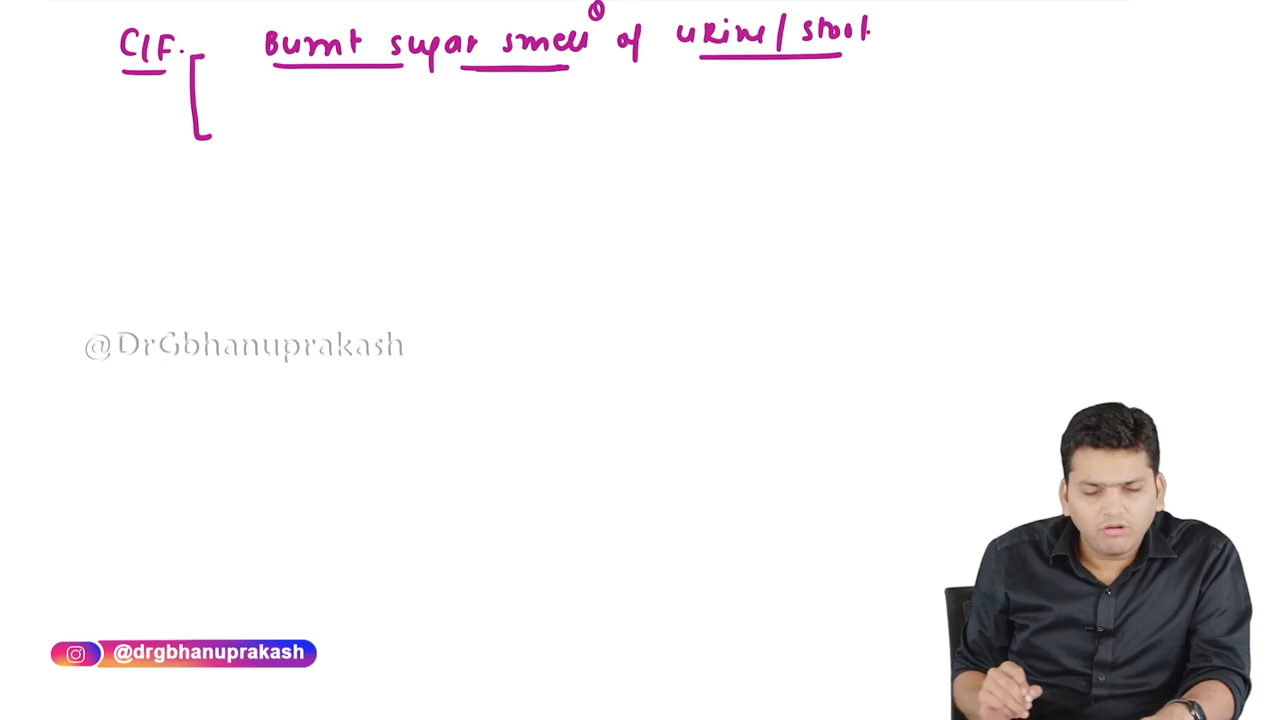 C/F. Burnt sugar smell of urine/stool.
@DrGbhanuprakash
@drgbhanuprakash